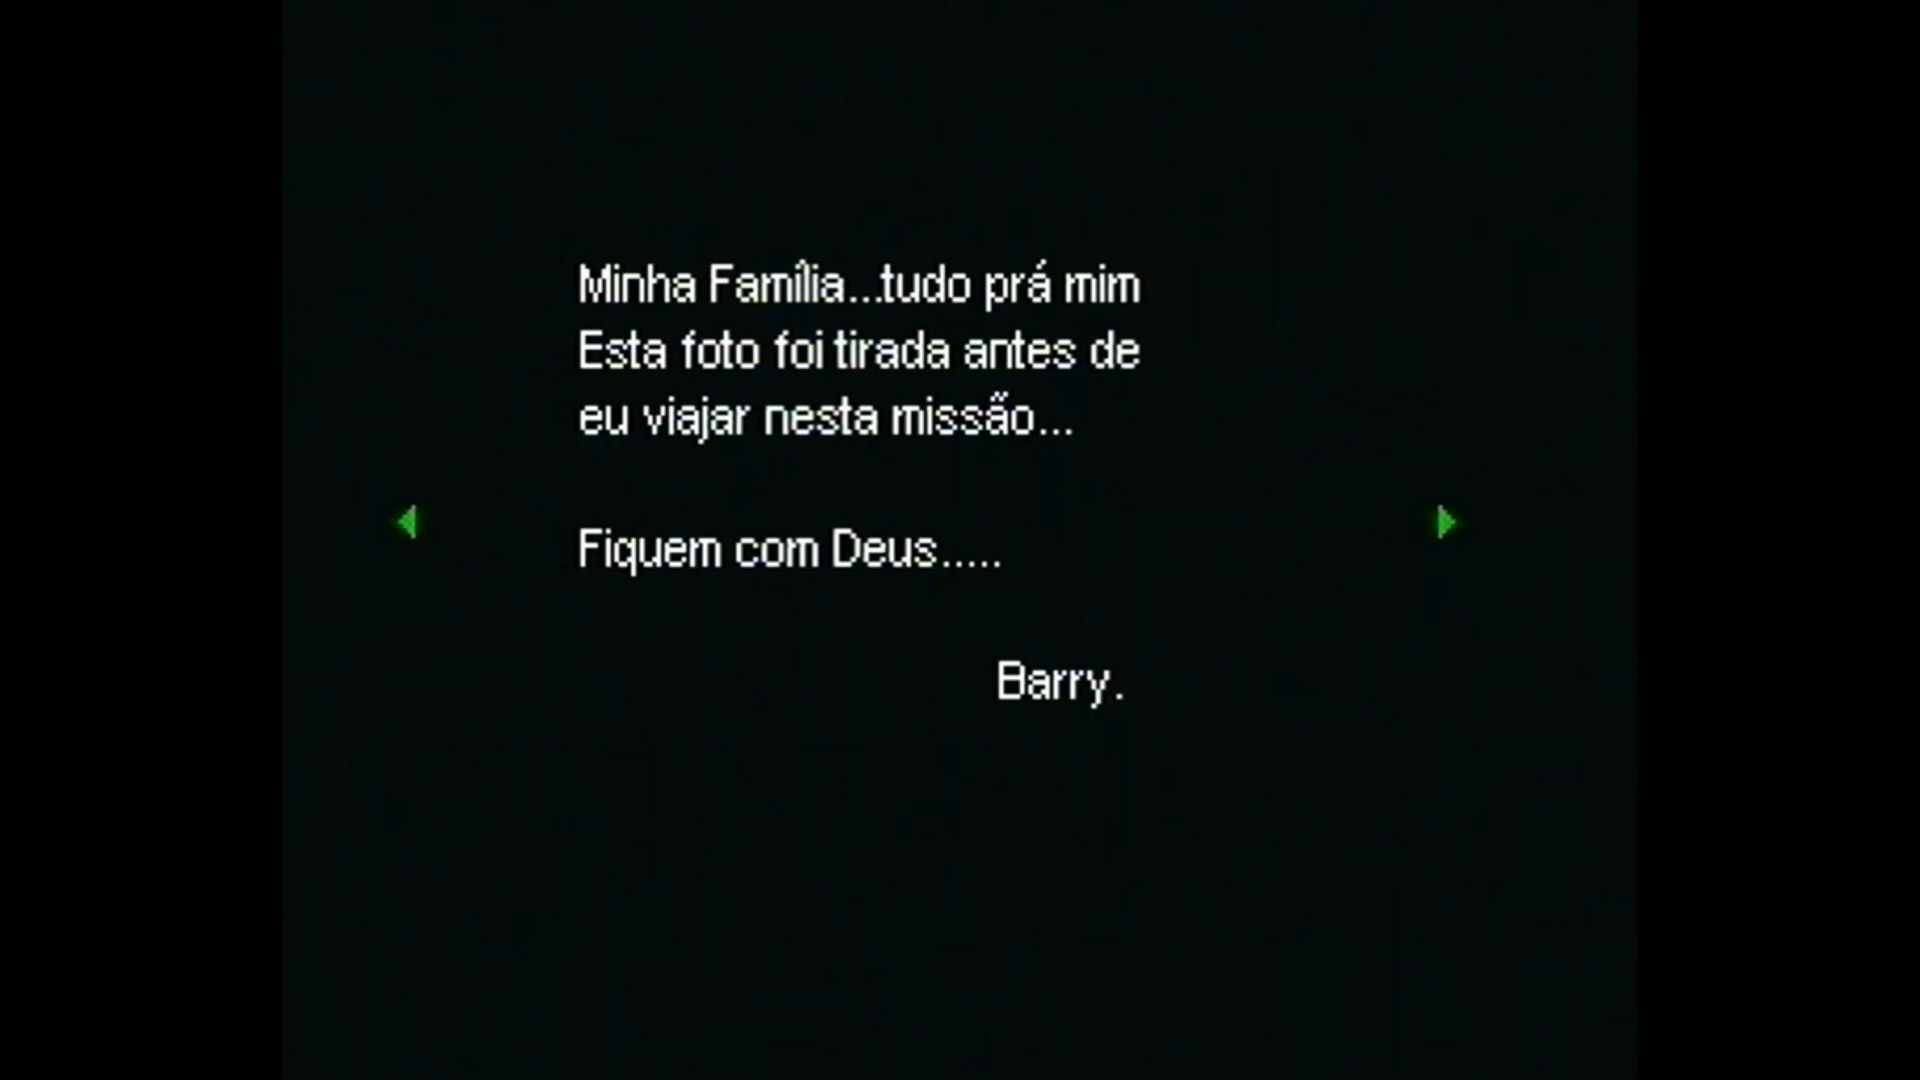 Minha Família...tudo prá mim
Esta foto foi tirada antes de
eu viajar nesta missão...
Fiquem com Deus.....
Barry.